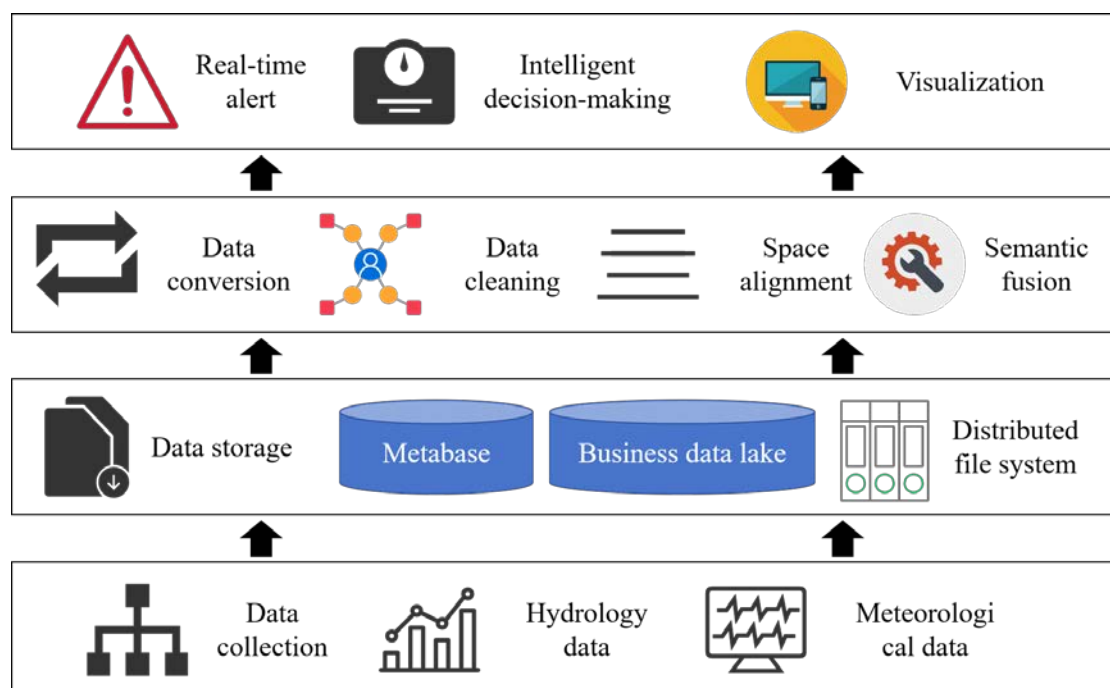 Real-time
alert
Intelligent
decision-making
Visualization
Data
conversion
Data
cleaning
Space
alignment
Semantic
fusion
Data storage
Metabase
Business data lake
Distributed
file system
Data
collection
Hydrology
data
Meteorologi
cal data